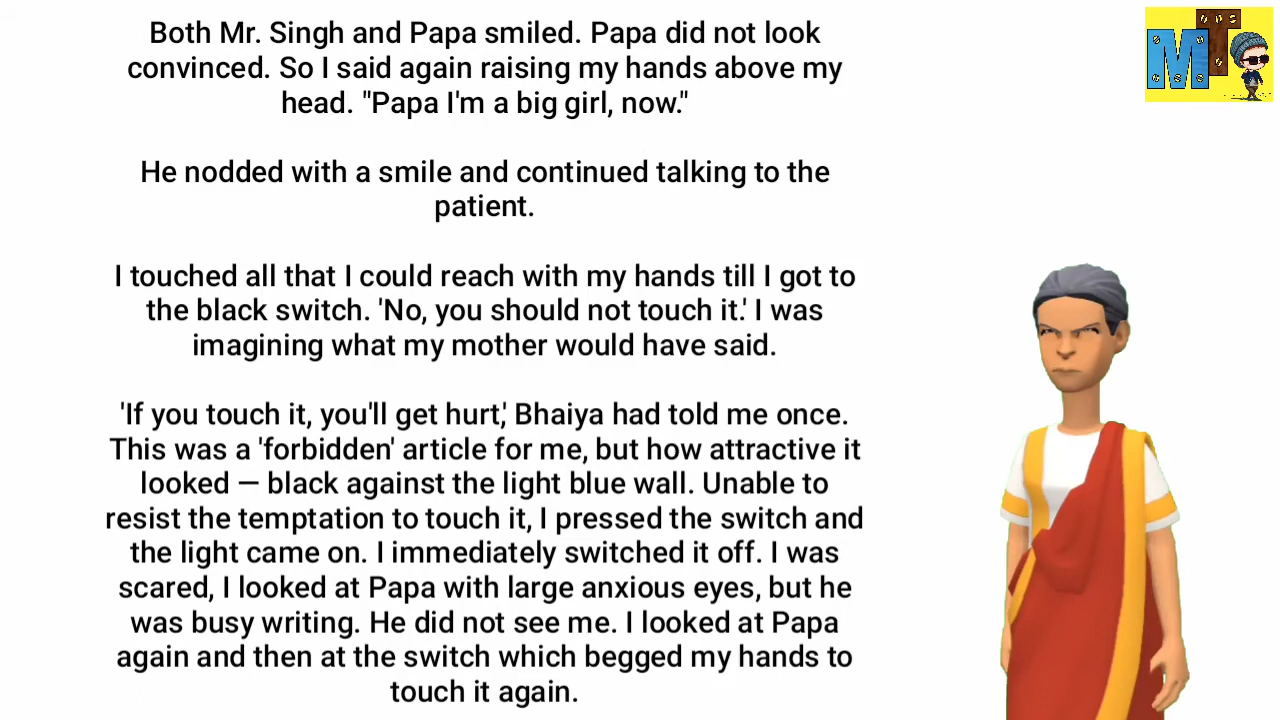 Both Mr. Singh and Papa smiled. Papa did not look
convinced. So I said again raising my hands above my
head. "Papa I'm a big girl, now."
He nodded with a smile and continued talking to the
patient.
I touched all that I could reach with my hands till I got to
the black switch. 'No, you should not touch it.' I was
imagining what my mother would have said.
'If you touch it, you'll get hurt,' Bhaiya had told me once.
This was a 'forbidden' article for me, but how attractive it
looked — black against the light blue wall. Unable to
resist the temptation to touch it, I pressed the switch and
the light came on. I immediately switched it off. I was
scared, I looked at Papa with large anxious eyes, but he
was busy writing. He did not see me. I looked at Papa
again and then at the switch which begged my hands to
touch it again.